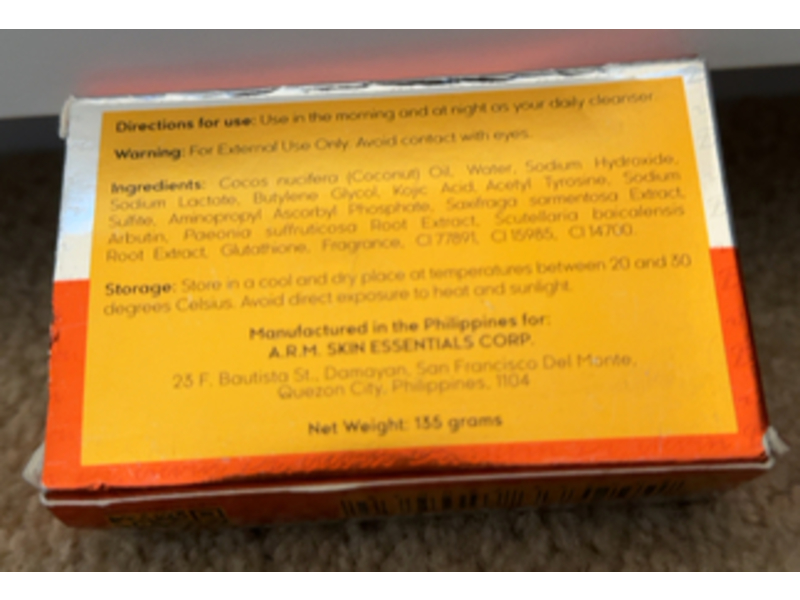 Directions for use: Use in the morning and at night as your daily cleanser.
Warning: For External Use Only. Avoid contact with eyes.
Ingredients: Cocos nucifera (Coconut) Oil, Water, Sodium Hydroxide,
Sodium Lactate, Butylene Glycol, Kojic Acid, Acetyl Tyrosine, Sodium
Sulfite, Aminopropyl Ascorbyl Phosphate, Saxifraga sarmentosa Extract,
Arbutin, Paeonia suffruticosa Root Extract, Scutellaria baicalensis
Root Extract, Glutathione, Fragrance, CI 77891, CI 15985, CI 14700.
Storage: Store in a cool and dry place at temperatures between 20 and 30
degrees Celsius. Avoid direct exposure to heat and sunlight.
Manufactured in the Philippines for:
A.R.M. SKIN ESSENTIALS CORP.
23 F. Bautista St., Damayan, San Francisco Del Monte,
Quezon City, Philippines, 1104
Net Weight: 135 grams